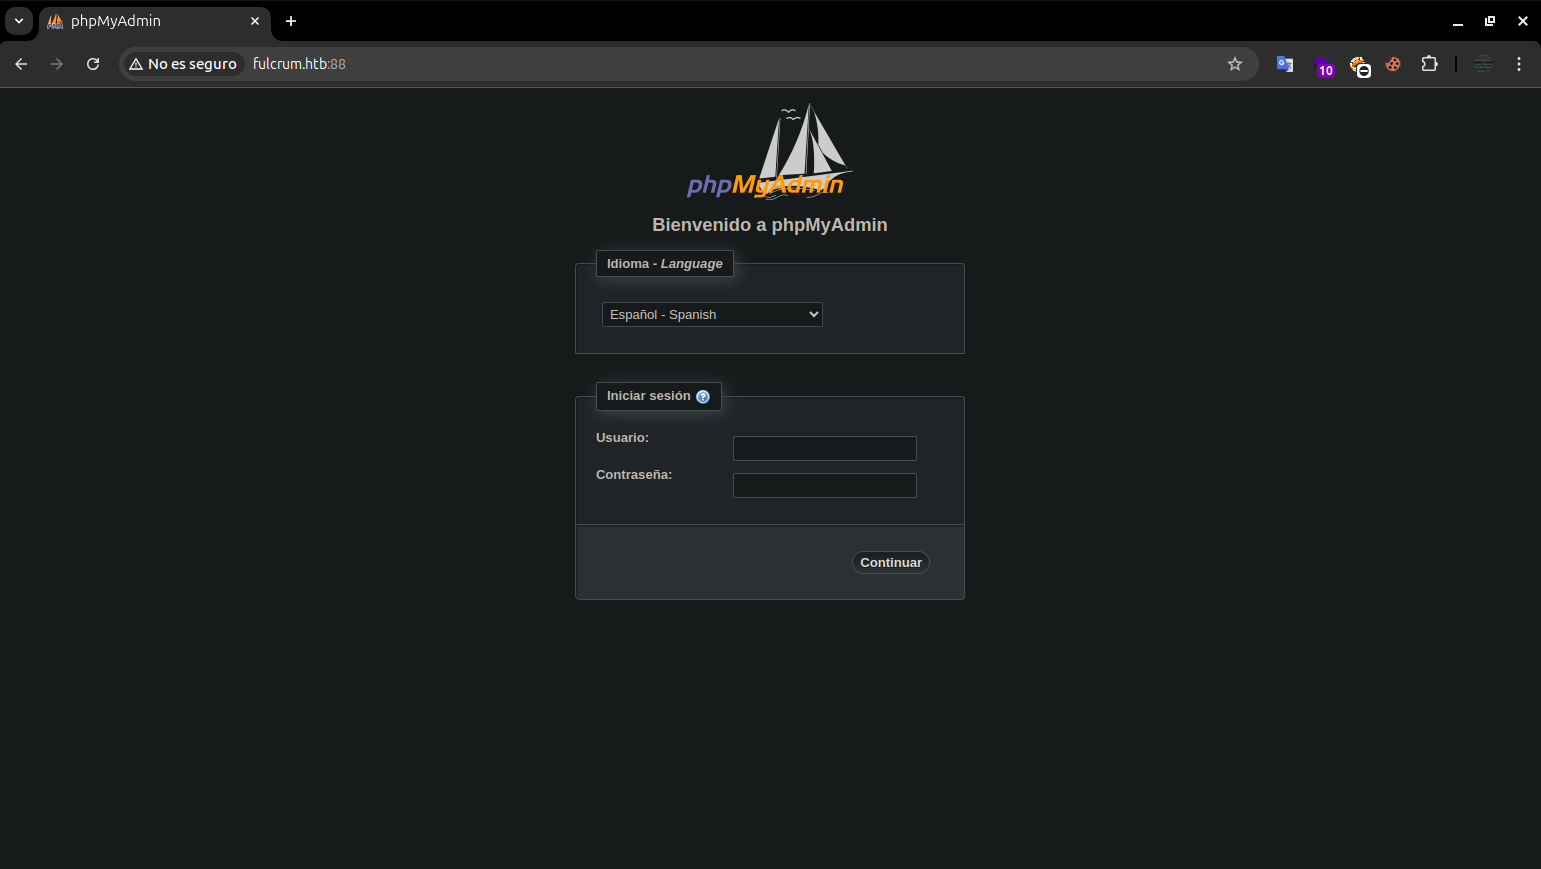 phpMyAdmin
No es seguro fulcrum.htb:88
10
phpMyAdmin
Bienvenido a phpMyAdmin
Idioma - Language
Español - Spanish
Iniciar sesión
Usuario:
Contraseña:
Continuar